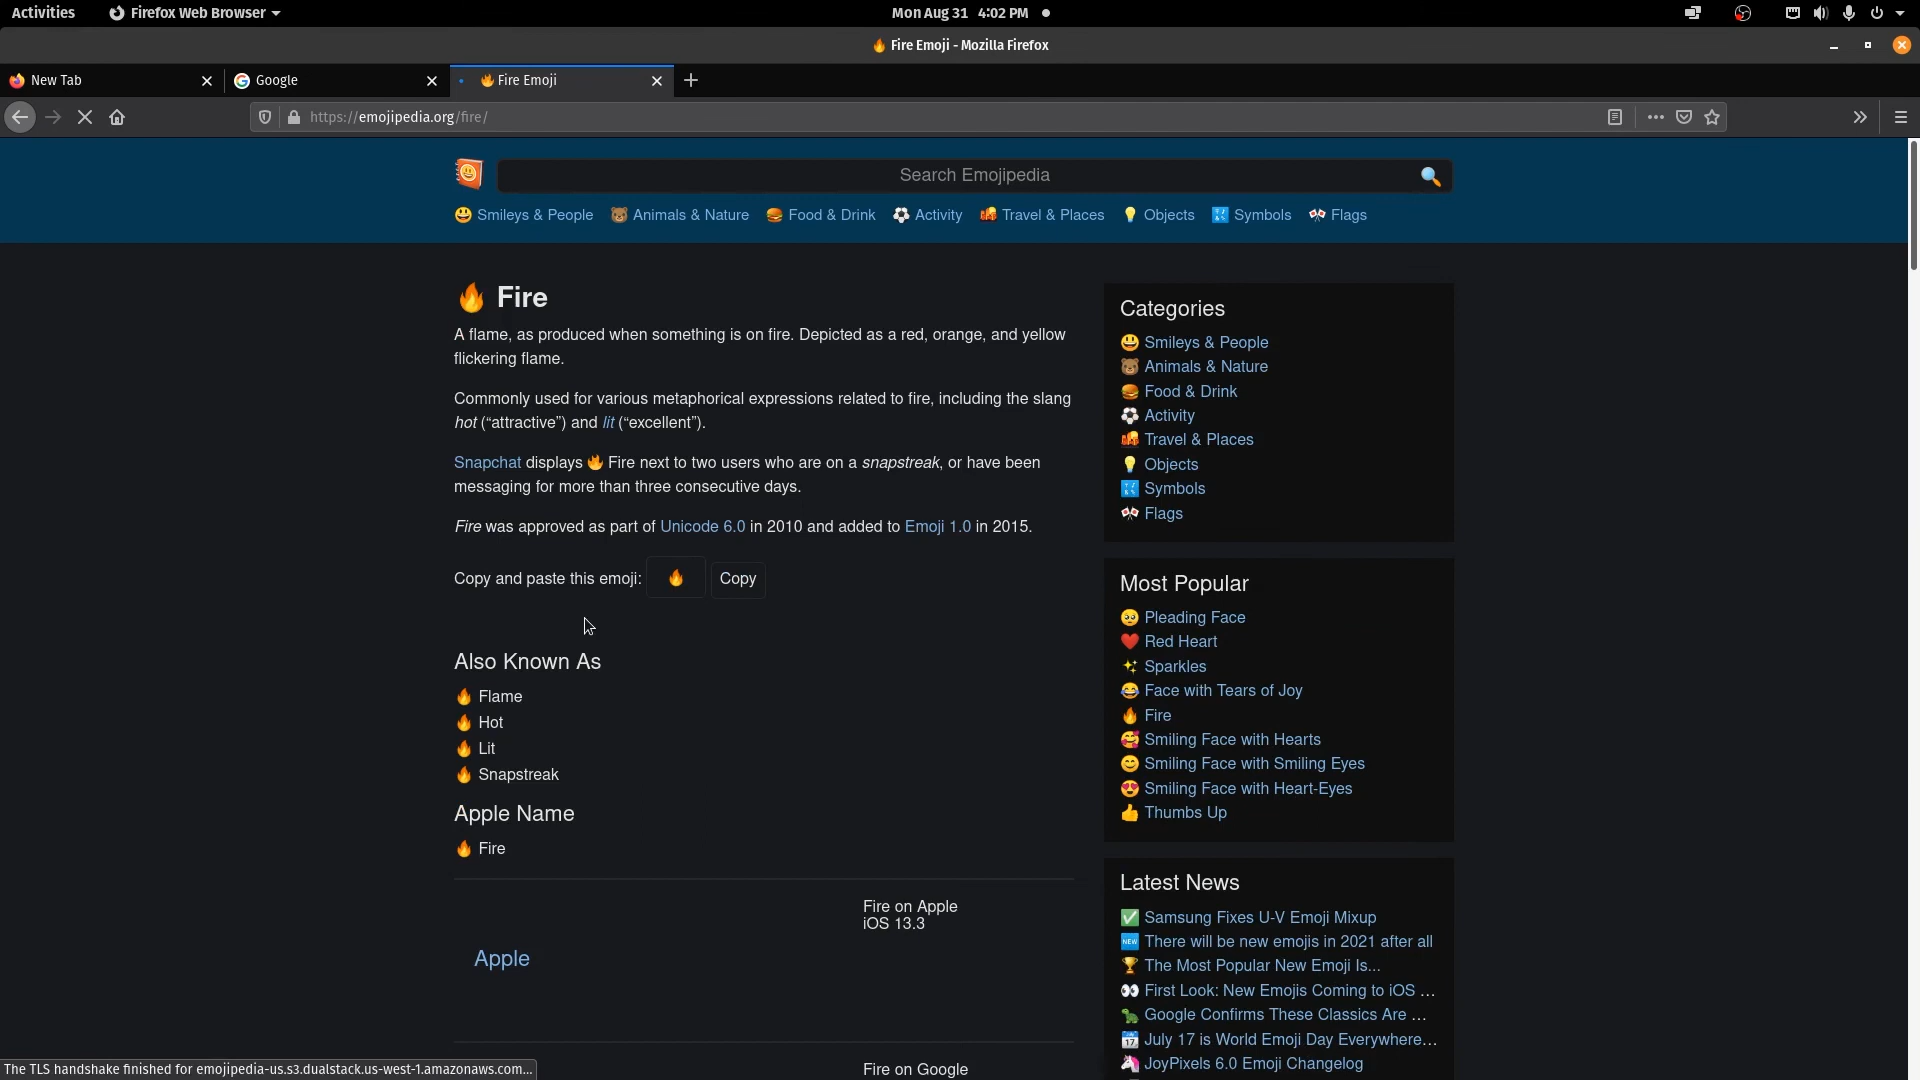 Activities Firefox Web Browser Mon Aug 31 4:02 PM
🔥 Fire Emoji - Mozilla Firefox
New Tab Google 🔥 Fire Emoji
https://emojipedia.org/fire/
Search Emojipedia
😃 Smileys & People 🐻 Animals & Nature 🍔 Food & Drink ⚽ Activity 🌇 Travel & Places 💡 Objects 🔣 Symbols 🎌 Flags
🔥 Fire
A flame, as produced when something is on fire. Depicted as a red, orange, and yellow
flickering flame.
Commonly used for various metaphorical expressions related to fire, including the slang
hot (“attractive”) and lit (“excellent”).
Snapchat displays 🔥 Fire next to two users who are on a snapstreak, or have been
messaging for more than three consecutive days.
Fire was approved as part of Unicode 6.0 in 2010 and added to Emoji 1.0 in 2015.
Copy and paste this emoji: 🔥 Copy
Also Known As
🔥 Flame
🔥 Hot
🔥 Lit
🔥 Snapstreak
Apple Name
🔥 Fire
Fire on Apple
iOS 13.3
Apple
Fire on Google
Categories
😃 Smileys & People
🐻 Animals & Nature
🍔 Food & Drink
⚽ Activity
🌇 Travel & Places
💡 Objects
🔣 Symbols
🎌 Flags
Most Popular
🥺 Pleading Face
❤️ Red Heart
✨ Sparkles
😂 Face with Tears of Joy
🔥 Fire
🥰 Smiling Face with Hearts
😊 Smiling Face with Smiling Eyes
😍 Smiling Face with Heart-Eyes
👍 Thumbs Up
Latest News
✅ Samsung Fixes U-V Emoji Mixup
🆕 There will be new emojis in 2021 after all
🏆 The Most Popular New Emoji Is...
👀 First Look: New Emojis Coming to iOS ...
🐢 Google Confirms These Classics Are ...
📅 July 17 is World Emoji Day Everywhere...
🦄 JoyPixels 6.0 Emoji Changelog
The TLS handshake finished for emojipedia-us.s3.dualstack.us-west-1.amazonaws.com...